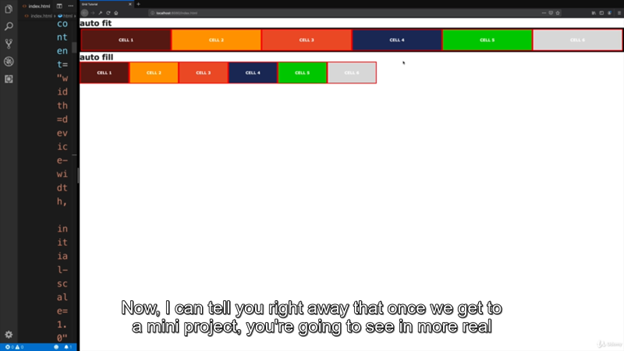 index.html
index.html
co
nt
en
t=
"w
id
th
=d
ev
ic
e-
wi
dt
h,
in
it
ia
l-
sc
al
e=
1.
0"
auto fit
CELL 1 CELL 2 CELL 3 CELL 4 CELL 5 CELL 6
auto fill
CELL 1 CELL 2 CELL 3 CELL 4 CELL 5 CELL 6
Now, I can tell you right away that once we get to
a mini project, you're going to see in more real